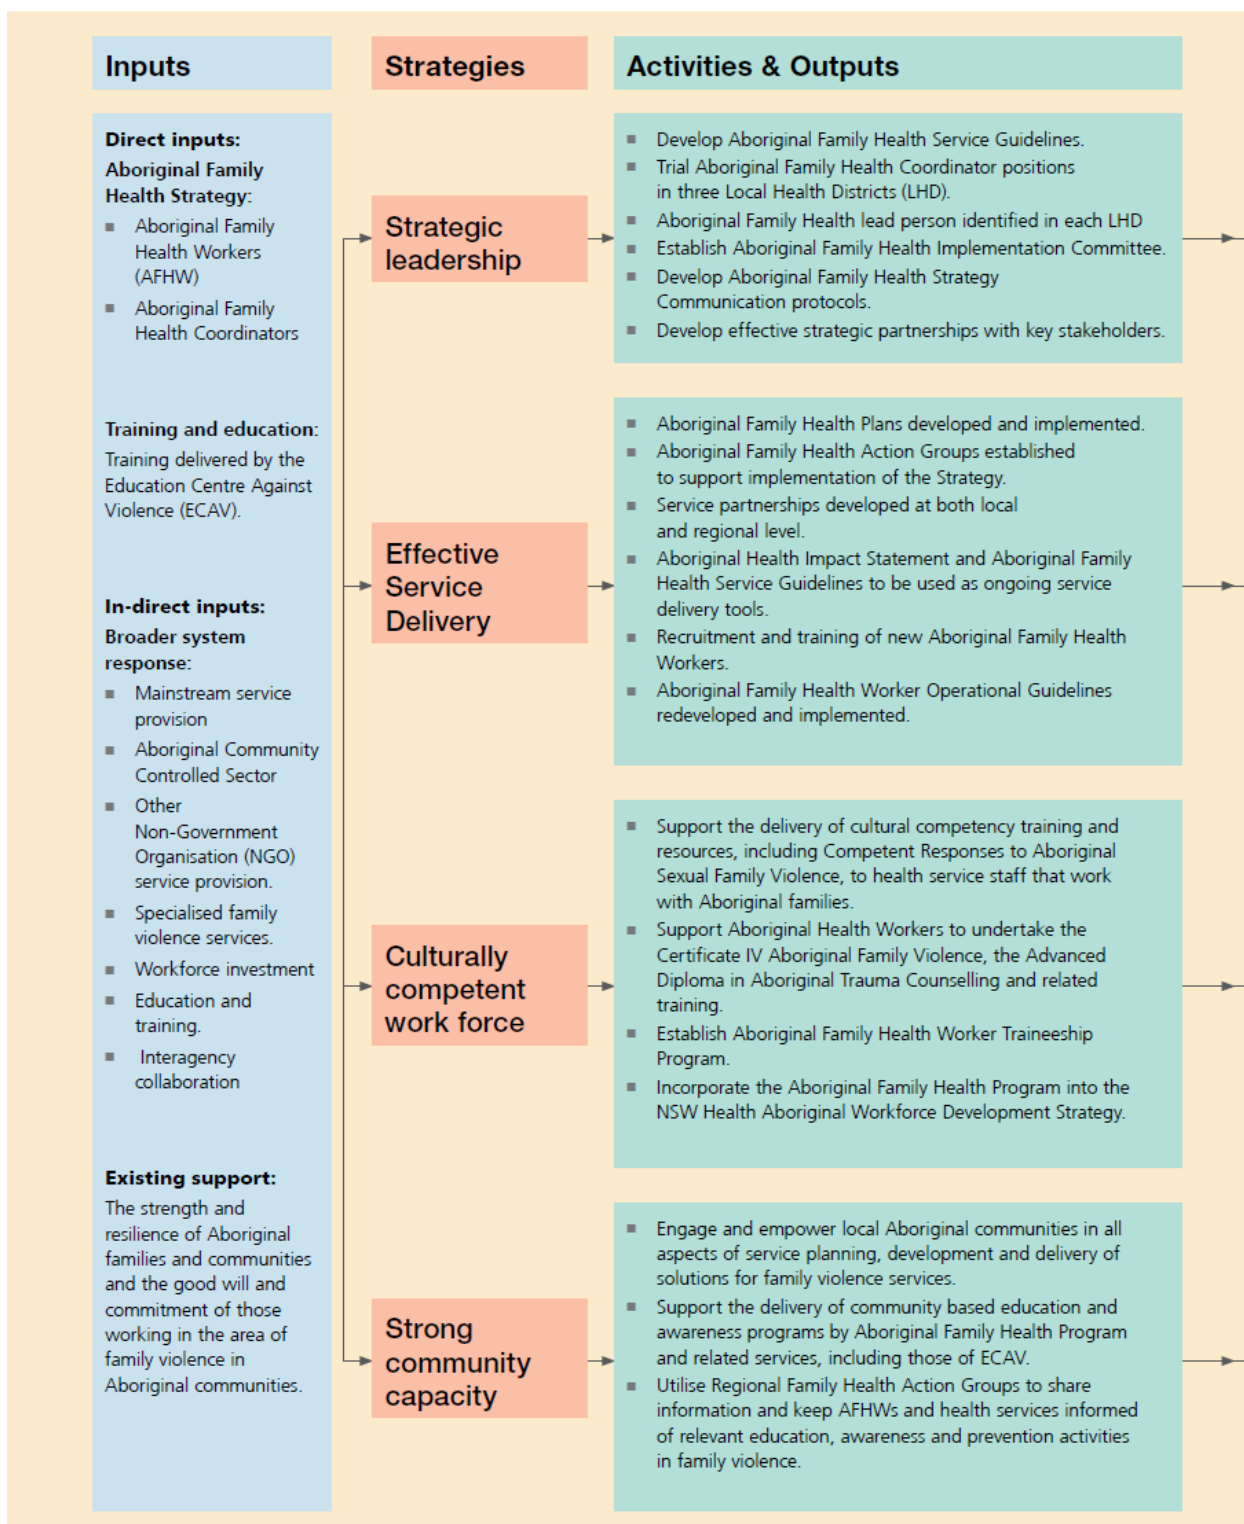 Inputs
Strategies
Activities & Outputs
Direct inputs:
Aboriginal Family
Health Strategy:
■ Aboriginal Family
Health Workers
(AFHW)
■ Aboriginal Family
Health Coordinators
Training and education:
Training delivered by the
Education Centre Against
Violence (ECAV).
In-direct inputs:
Broader system
response:
■ Mainstream service
provision
■ Aboriginal Community
Controlled Sector
■ Other
Non-Government
Organisation (NGO)
service provision.
■ Specialised family
violence services.
■ Workforce investment
■ Education and
training.
■ Interagency
collaboration
Existing support:
The strength and
resilience of Aboriginal
families and communities
and the good will and
commitment of those
working in the area of
family violence in
Aboriginal communities.
Strategic
leadership
■ Develop Aboriginal Family Health Service Guidelines.
■ Trial Aboriginal Family Health Coordinator positions
in three Local Health Districts (LHD).
■ Aboriginal Family Health lead person identified in each LHD
■ Establish Aboriginal Family Health Implementation Committee.
■ Develop Aboriginal Family Health Strategy
Communication protocols.
■ Develop effective strategic partnerships with key stakeholders.
Effective
Service
Delivery
■ Aboriginal Family Health Plans developed and implemented.
■ Aboriginal Family Health Action Groups established
to support implementation of the Strategy.
■ Service partnerships developed at both local
and regional level.
■ Aboriginal Health Impact Statement and Aboriginal Family
Health Service Guidelines to be used as ongoing service
delivery tools.
■ Recruitment and training of new Aboriginal Family Health
Workers.
■ Aboriginal Family Health Worker Operational Guidelines
redeveloped and implemented.
Culturally
competent
work force
■ Support the delivery of cultural competency training and
resources, including Competent Responses to Aboriginal
Sexual Family Violence, to health service staff that work
with Aboriginal families.
■ Support Aboriginal Health Workers to undertake the
Certificate IV Aboriginal Family Violence, the Advanced
Diploma in Aboriginal Trauma Counselling and related
training.
■ Establish Aboriginal Family Health Worker Traineeship
Program.
■ Incorporate the Aboriginal Family Health Program into the
NSW Health Aboriginal Workforce Development Strategy.
Strong
community
capacity
■ Engage and empower local Aboriginal communities in all
aspects of service planning, development and delivery of
solutions for family violence services.
■ Support the delivery of community based education and
awareness programs by Aboriginal Family Health Program
and related services, including those of ECAV.
■ Utilise Regional Family Health Action Groups to share
information and keep AFHWs and health services informed
of relevant education, awareness and prevention activities
in family violence.